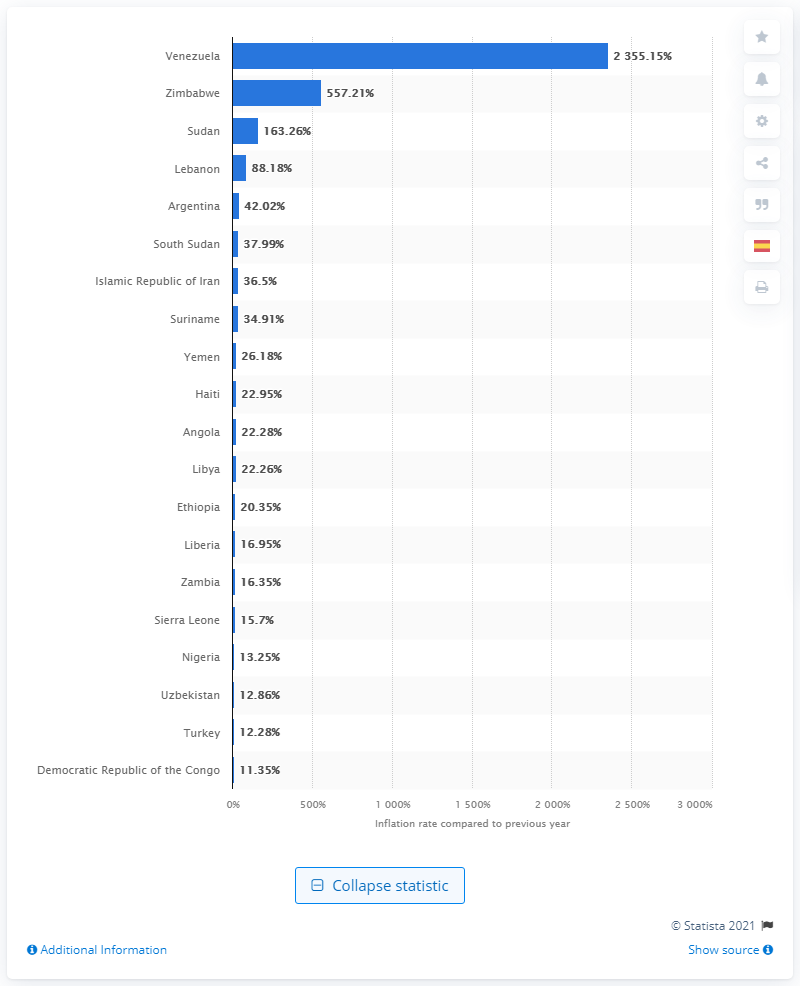 Venezuela 2 355.15%
Zimbabwe 557.21%
Sudan 163.26%
Lebanon 88.18%
Argentina 42.02%
South Sudan 37.99%
Islamic Republic of Iran 36.5%
Suriname 34.91%
Yemen 26.18%
Haiti 22.95%
Angola 22.28%
Libya 22.26%
Ethiopia 20.35%
Liberia 16.95%
Zambia 16.35%
Sierra Leone 15.7%
Nigeria 13.25%
Uzbekistan 12.86%
Turkey 12.28%
Democratic Republic of the Congo 11.35%
0% 500% 1 000% 1 500% 2 000% 2 500% 3 000%
Inflation rate compared to previous year
Collapse statistic
© Statista 2021
Additional Information Show source